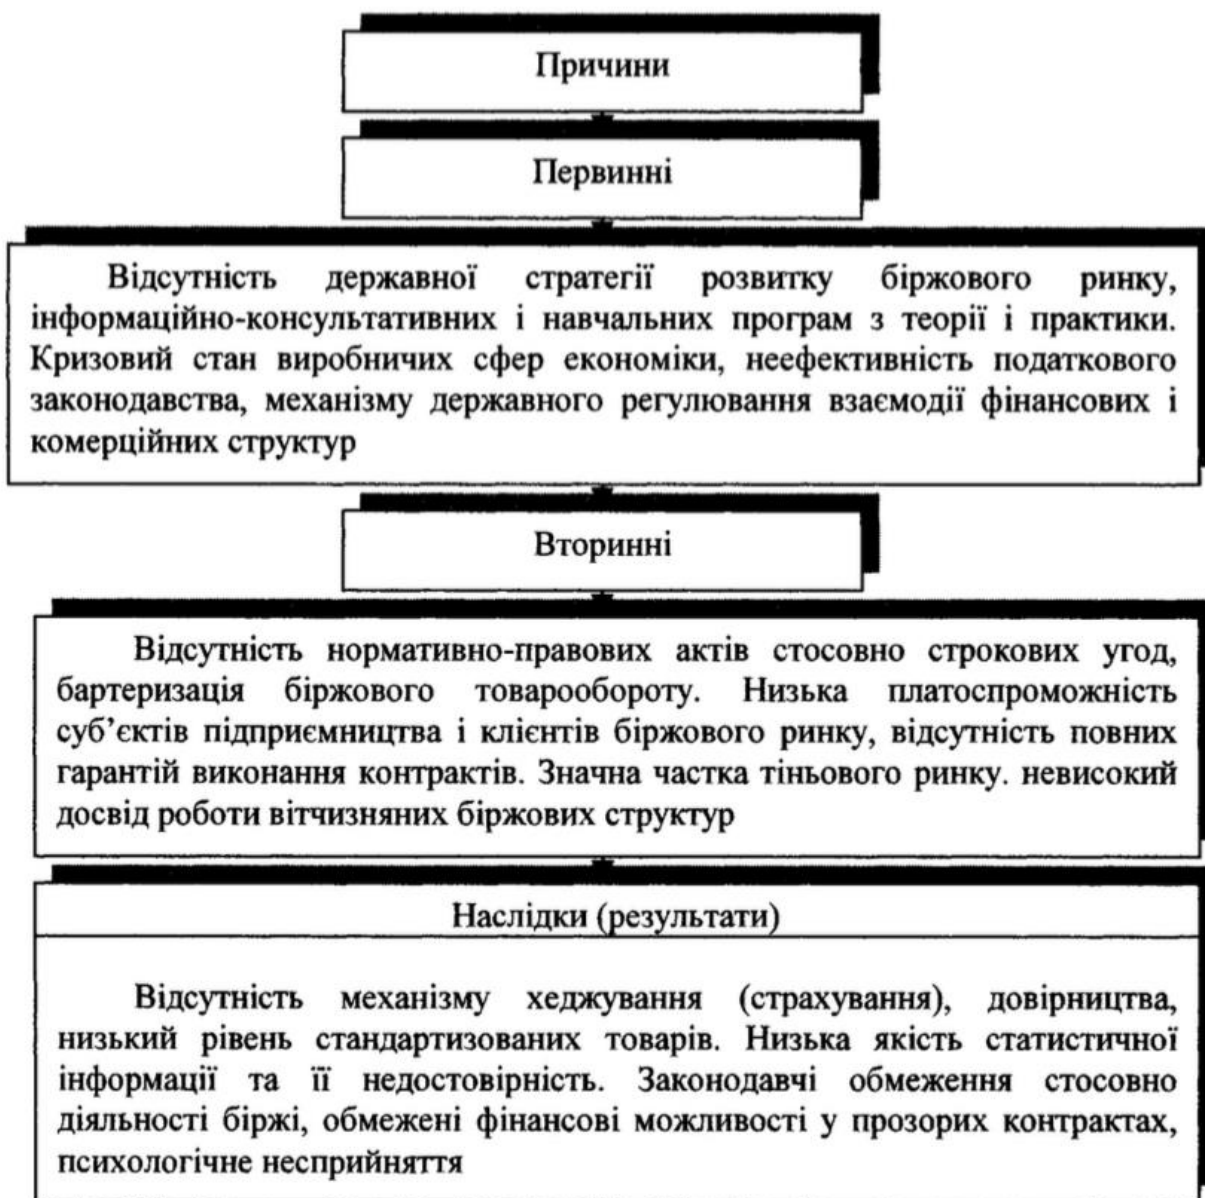 Причини
Первинні
Відсутність державної стратегії розвитку біржового ринку,
інформаційно-консультативних і навчальних програм з теорії і практики.
Кризовий стан виробничих сфер економіки, неефективність податкового
законодавства, механізму державного регулювання взаємодії фінансових і
комерційних структур
Вторинні
Відсутність нормативно-правових актів стосовно строкових угод,
бартеризація біржового товарообороту. Низька платоспроможність
суб’єктів підприємництва і клієнтів біржового ринку, відсутність повних
гарантій виконання контрактів. Значна частка тіньового ринку. невисокий
досвід роботи вітчизняних біржових структур
Наслідки (результати)
Відсутність механізму хеджування (страхування), довірництва,
низький рівень стандартизованих товарів. Низька якість статистичної
інформації та її недостовірність. Законодавчі обмеження стосовно
діяльності біржі, обмежені фінансові можливості у прозорих контрактах,
психологічне несприйняття